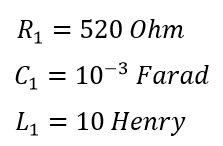 R₁ = 520 Ohm
C₁ = 10⁻³ Farad
L₁ = 10 Henry